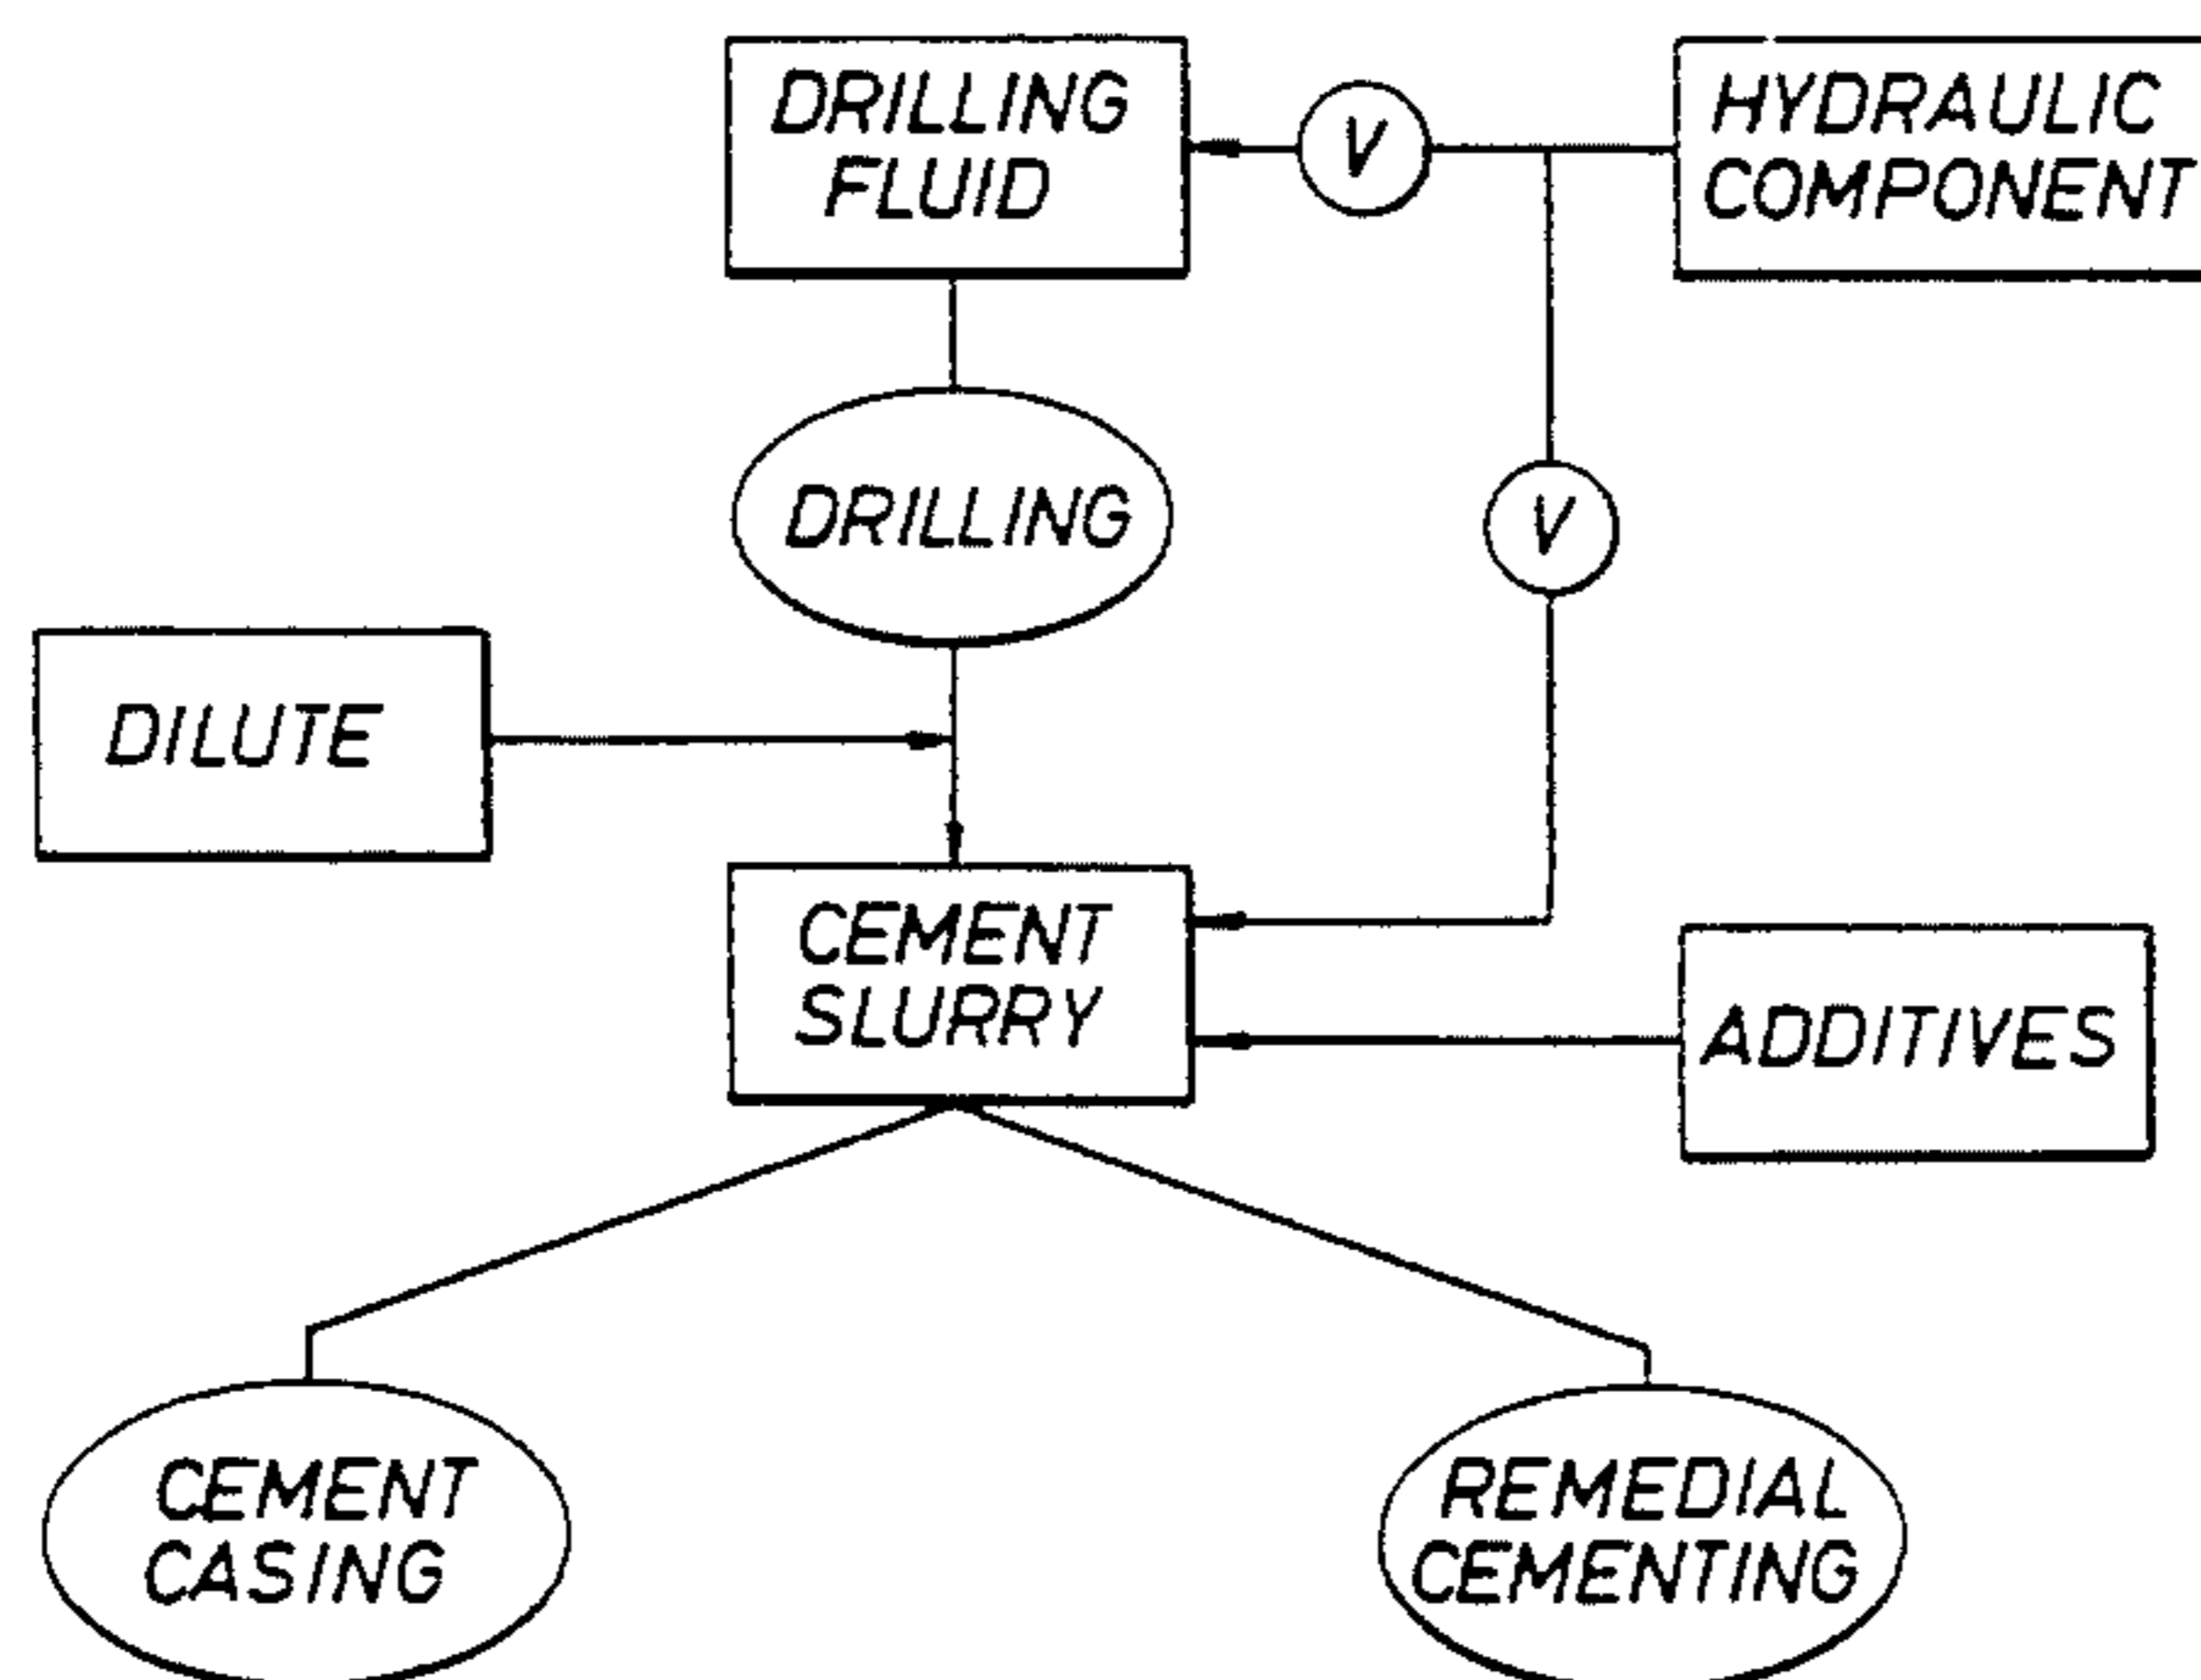 DRILLING
FLUID
V
HYDRAULIC
COMPONENT
DRILLING
V
DILUTE
CEMENT
SLURRY
ADDITIVES
CEMENT
CASING
REMEDIAL
CEMENTING